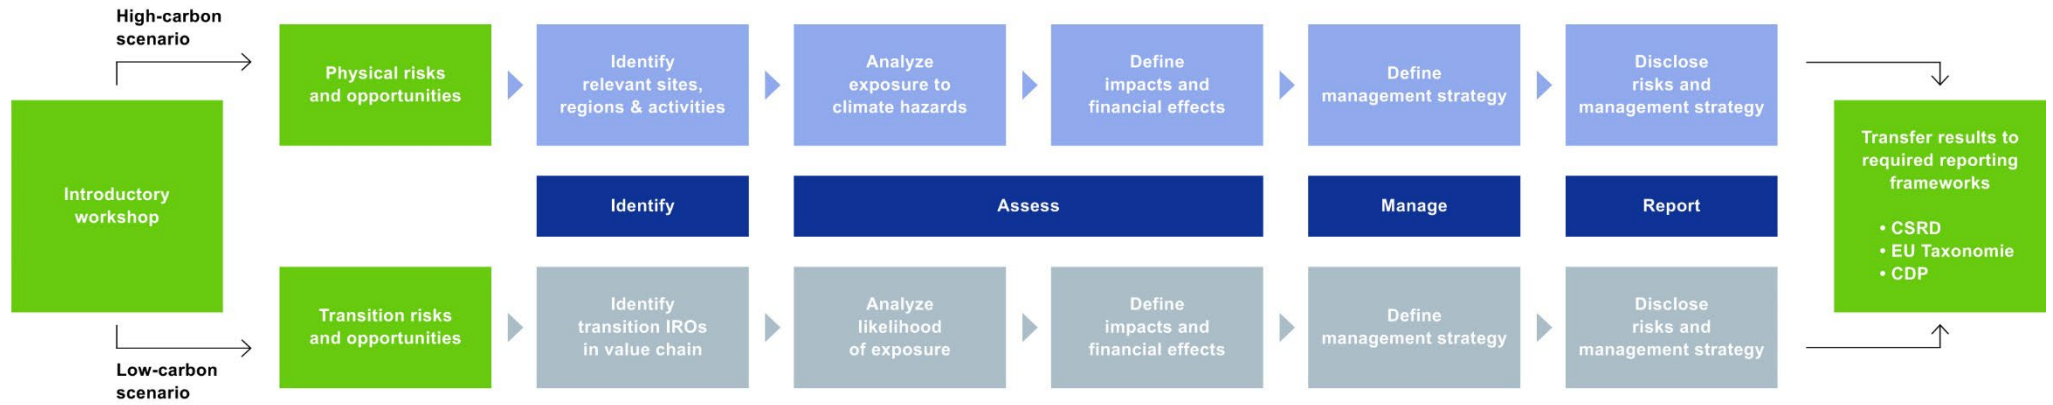 High-carbon
scenario
Introductory
workshop
Low-carbon
scenario
Physical risks
and opportunities
Identify
relevant sites,
regions & activities
Analyze
exposure to
climate hazards
Define
impacts and
financial effects
Define
management strategy
Disclose
risks and
management strategy
Identify
Assess
Manage
Report
Transition risks
and opportunities
Identify
transition IROs
in value chain
Analyze
likelihood
of exposure
Define
impacts and
financial effects
Define
management strategy
Disclose
risks and
management strategy
Transfer results to
required reporting
frameworks
• CSRD
• EU Taxonomie
• CDP